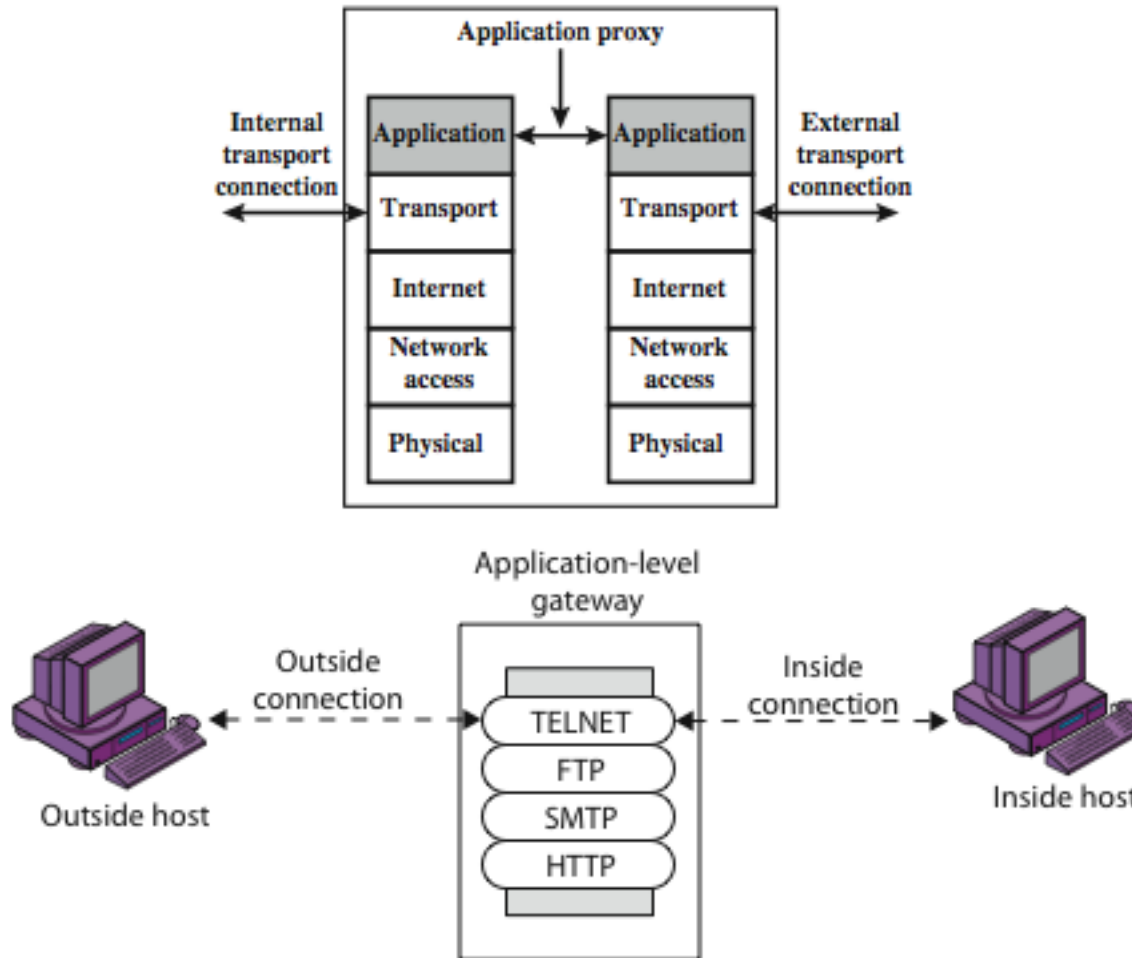 Application proxy
Internal
transport
connection
Application
Transport
Internet
Network
access
Physical
Application
Transport
Internet
Network
access
Physical
External
transport
connection
Application-level
gateway
Outside
connection
Inside
connection
TELNET
FTP
SMTP
HTTP
Outside host
Inside host